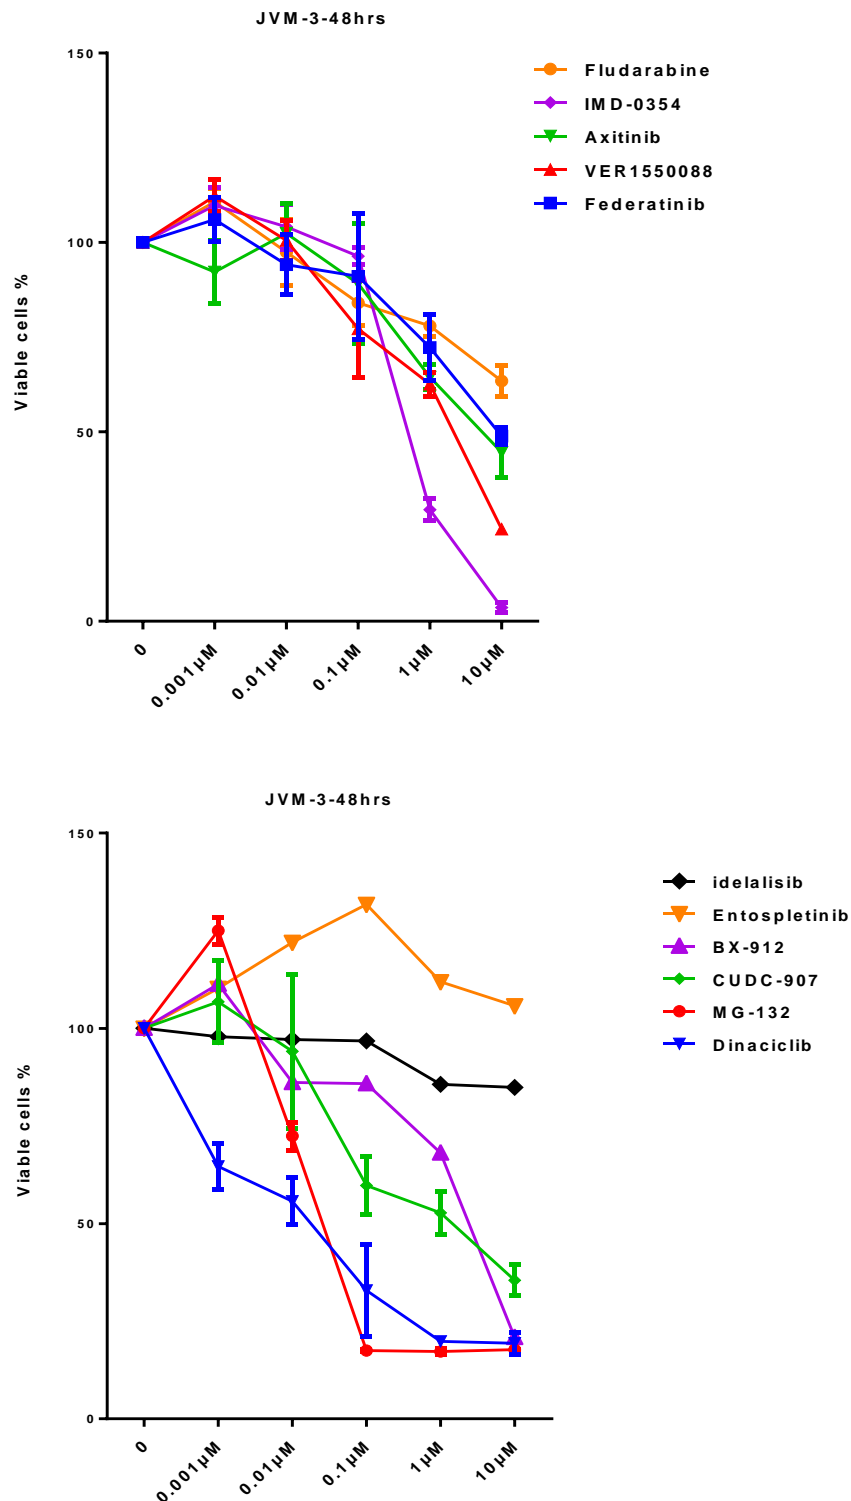 JVM-3-48hrs
150
100
50
0
Viable cells %
0
0.001µM
0.01µM
0.1µM
1µM
10µM
Fludarabine
IMD-0354
Axitinib
VER1550088
Federatinib
JVM-3-48hrs
150
100
50
0
Viable cells %
0
0.001µM
0.01µM
0.1µM
1µM
10µM
idelalisib
Entospletinib
BX-912
CUDC-907
MG-132
Dinaciclib